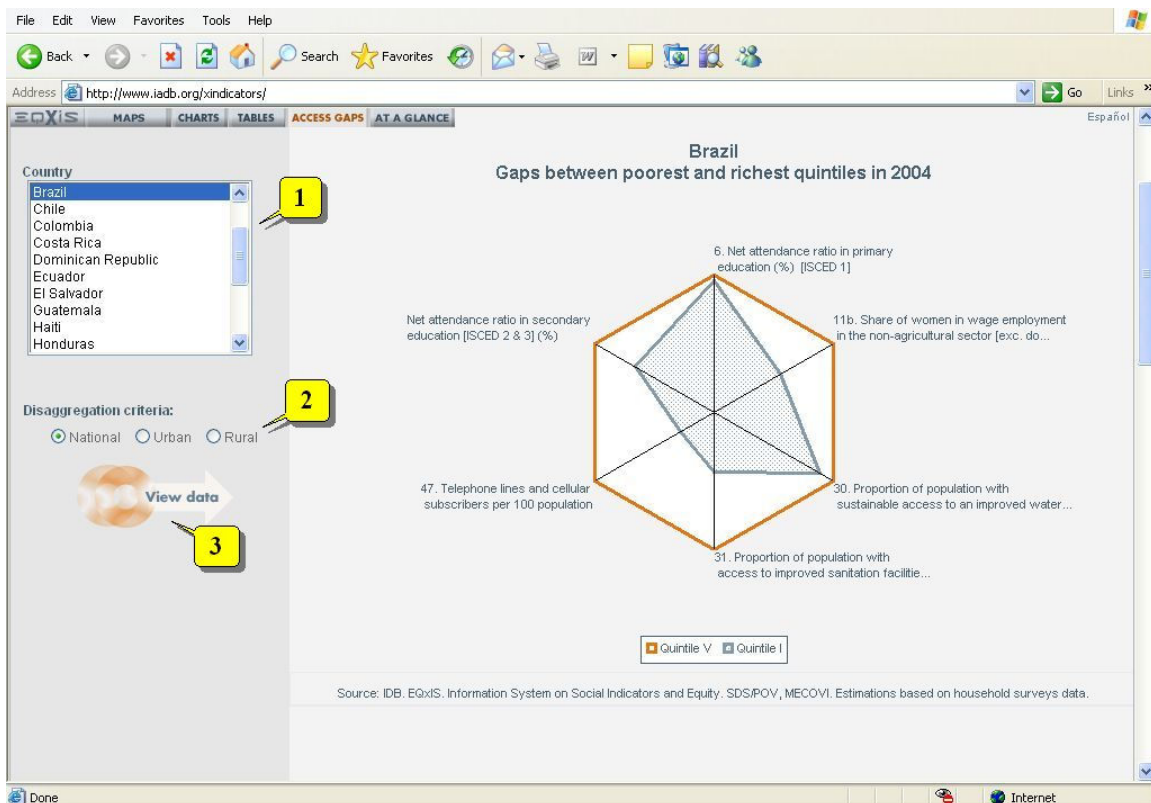 File Edit View Favorites Tools Help
Back Search Favorites
Address http://www.iadb.org/xindicators/ Go Links »
EQXiS MAPS CHARTS TABLES ACCESS GAPS AT A GLANCE Español
Brazil
Gaps between poorest and richest quintiles in 2004
Country
Brazil
Chile
Colombia
Costa Rica
Dominican Republic
Ecuador
El Salvador
Guatemala
Haiti
Honduras
1
Disaggregation criteria:
National Urban Rural
2
View data
3
6. Net attendance ratio in primary
education (%) [ISCED 1]
Net attendance ratio in secondary
education [ISCED 2 & 3] (%)
11b. Share of women in wage employment
in the non-agricultural sector [exc. do...
47. Telephone lines and cellular
subscribers per 100 population
30. Proportion of population with
sustainable access to an improved water...
31. Proportion of population with
access to improved sanitation facilitie...
Quintile V Quintile I
Source: IDB. EQxIS. Information System on Social Indicators and Equity. SDS/POV, MECOVI. Estimations based on household surveys data.
Done Internet